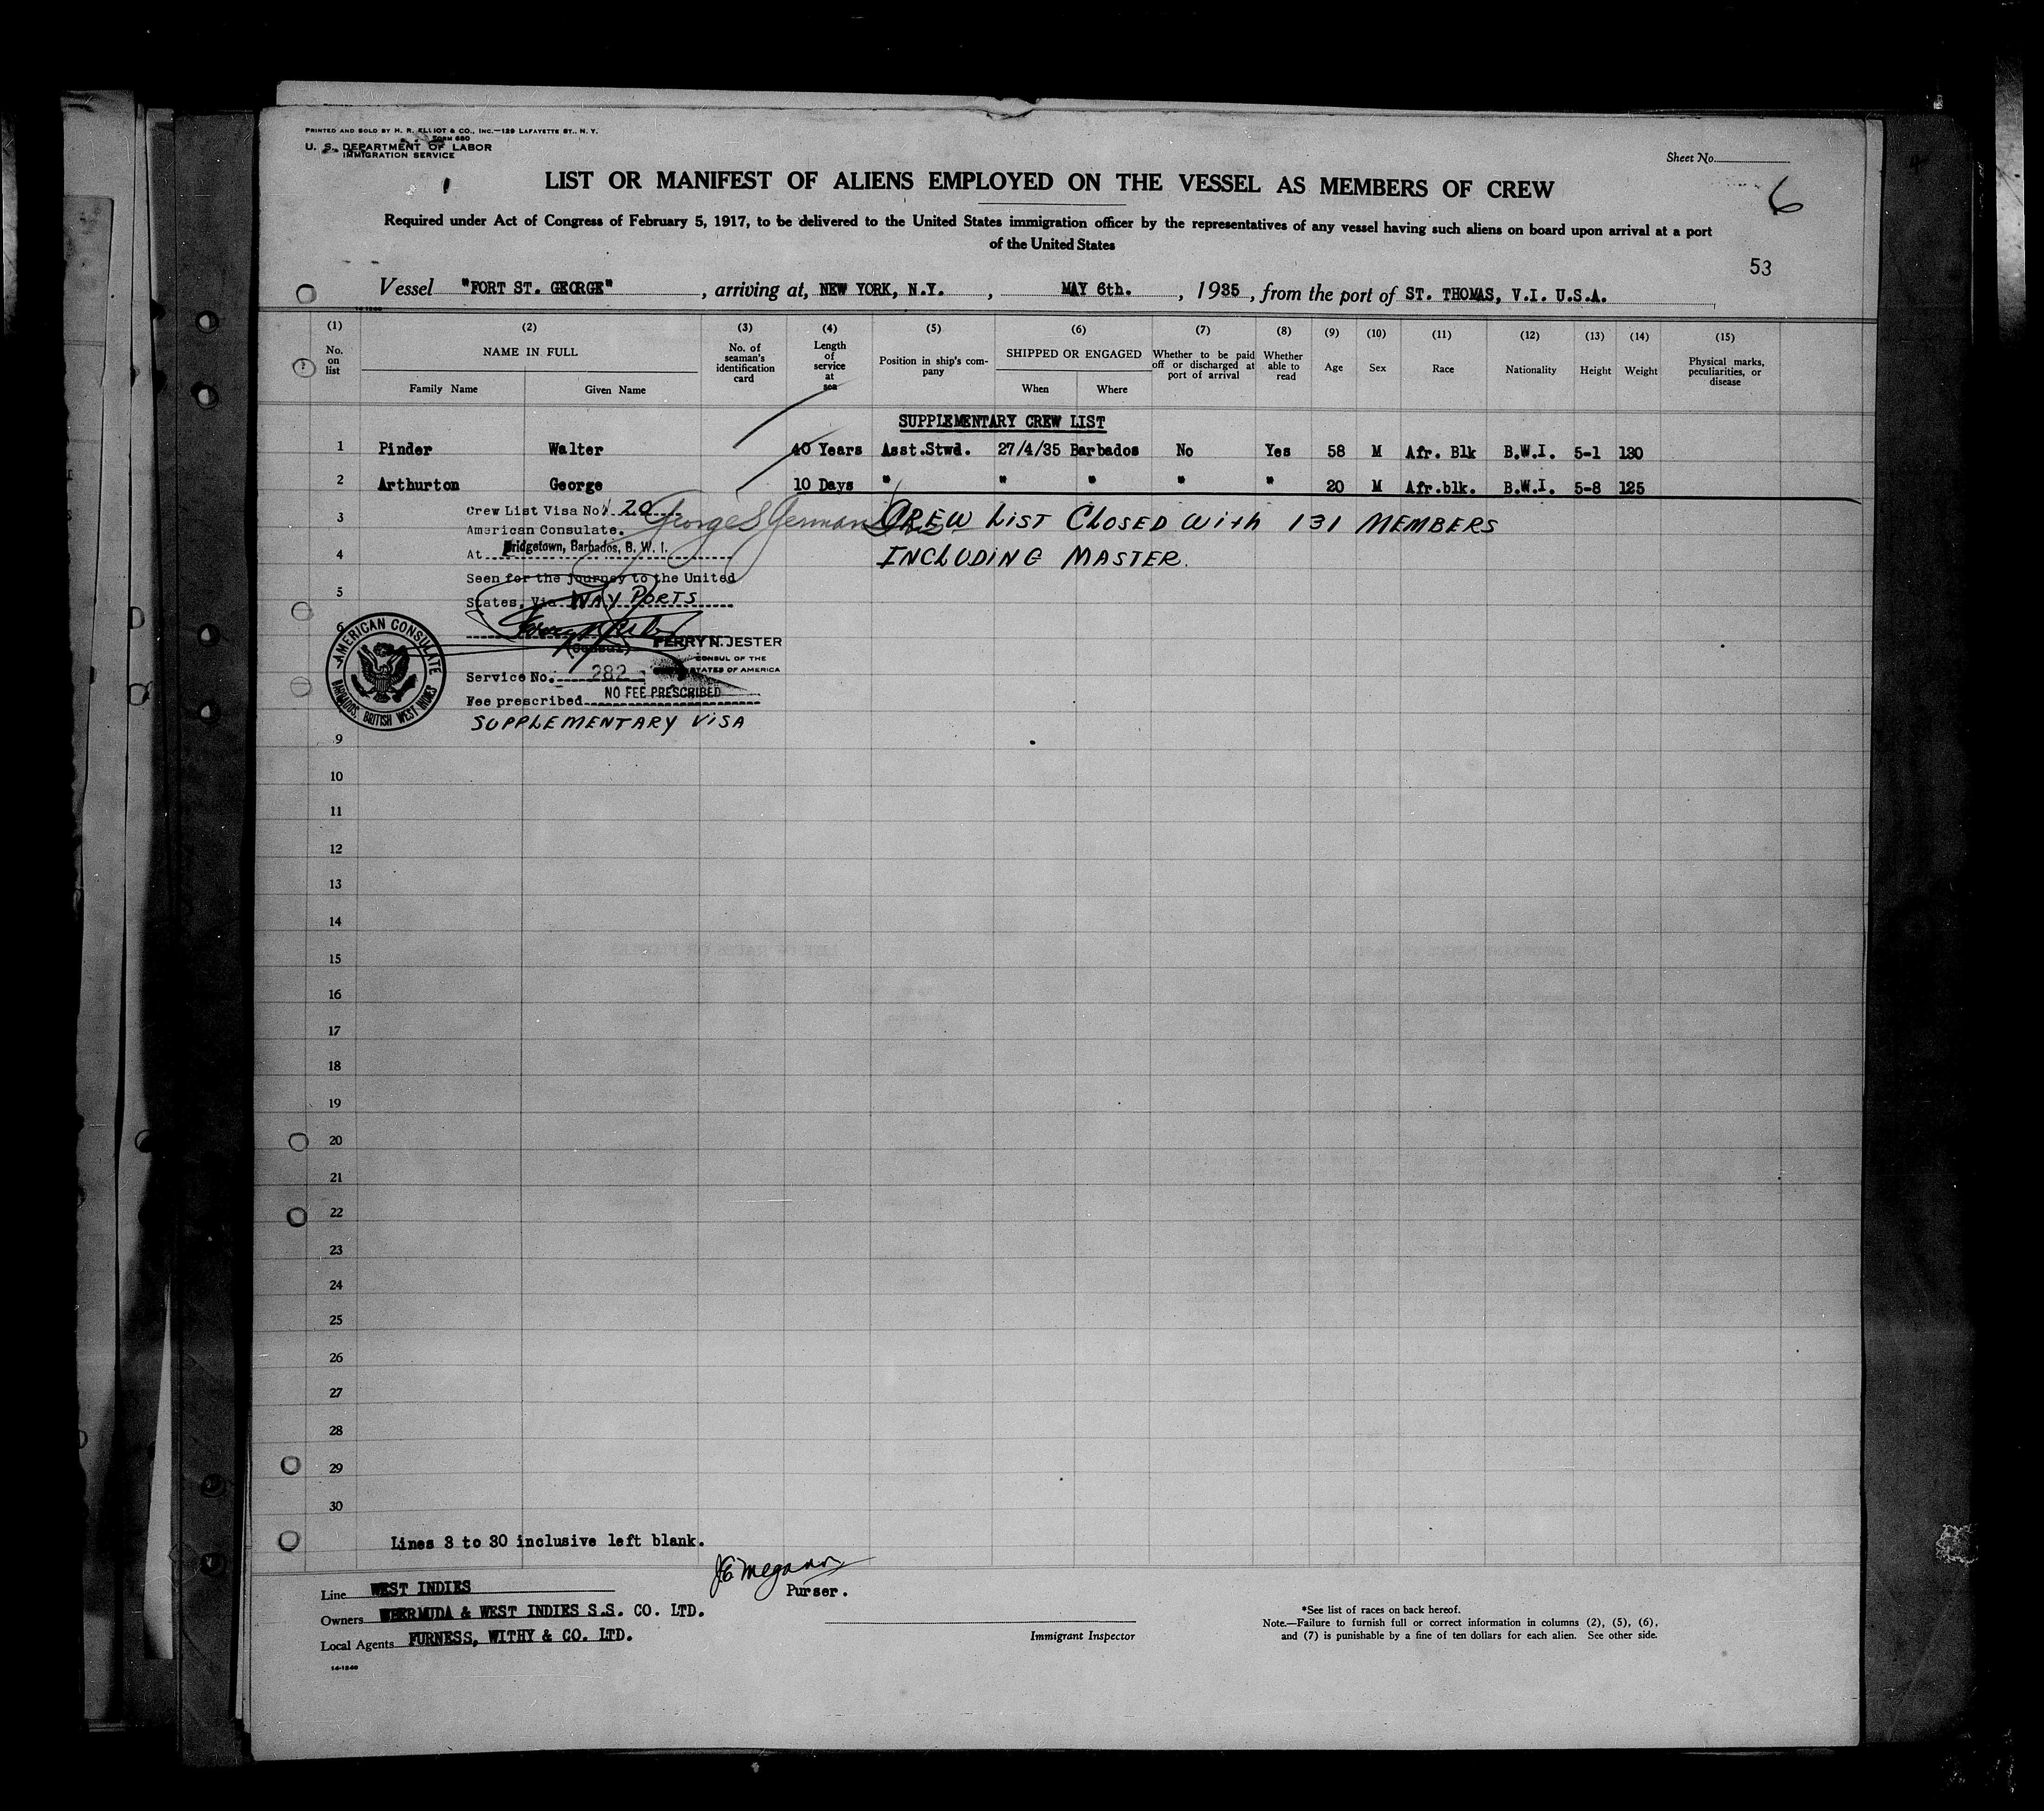 PRINTED AND SOLD BY H. R. ELLIOT & CO., INC.—129 LAFAYETTE ST., N. Y.
FORM 680
U. S. DEPARTMENT OF LABOR
IMMIGRATION SERVICE
Sheet No.
LIST OR MANIFEST OF ALIENS EMPLOYED ON THE VESSEL AS MEMBERS OF CREW
6
Required under Act of Congress of February 5, 1917, to be delivered to the United States immigration officer by the representatives of any vessel having such aliens on board upon arrival at a port
of the United States
53
Vessel "FORT ST. GEORGE", arriving at, NEW YORK, N.Y., MAY 6th., 1935, from the port of ST. THOMAS, V.I. U.S.A.
14-1240
(1) (2) (3) (4) (5) (6) (7) (8) (9) (10) (11) (12) (13) (14) (15)
No. on list NAME IN FULL Family Name Given Name No. of seaman's identification card Length of service at sea Position in ship's company SHIPPED OR ENGAGED When Where Whether to be paid off or discharged at port of arrival Whether able to read Age Sex Race Nationality Height Weight Physical marks, peculiarities, or disease
SUPPLEMENTARY CREW LIST
1 Pinder Walter 40 Years Asst.Stwd. 27/4/35 Barbados No Yes 58 M Afr. Blk B.W.I. 5-1 130
2 Arthurton George 10 Days " " " " " 20 M Afr.blk. B.W.I. 5-8 125
Crew List Visa No. 20
George S German
3 CREW LIST CLOSED WITH 131 MEMBERS
American Consulate.
4 INCLUDING MASTER.
At Bridgetown, Barbados, B. W. I.
Seen for the journey to the United
5
States, Via WAY PORTS
6
(Consul)
PERRY N. JESTER
CONSUL OF THE
STATES OF AMERICA
AMERICAN CONSULATE
BARBADOS, BRITISH WEST INDIES
Service No. 282
Fee prescribed NO FEE PRESCRIBED
SUPPLEMENTARY VISA
9
10
11
12
13
14
15
16
17
18
19
20
21
22
23
24
25
26
27
28
29
30
Lines 3 to 30 inclusive left blank.
Purser.
Line WEST INDIES
Owners BERMUDA & WEST INDIES S.S. CO. LTD.
Local Agents FURNESS, WITHY & CO. LTD.
Immigrant Inspector
*See list of races on back hereof.
Note.—Failure to furnish full or correct information in columns (2), (5), (6),
and (7) is punishable by a fine of ten dollars for each alien. See other side.
14-1240